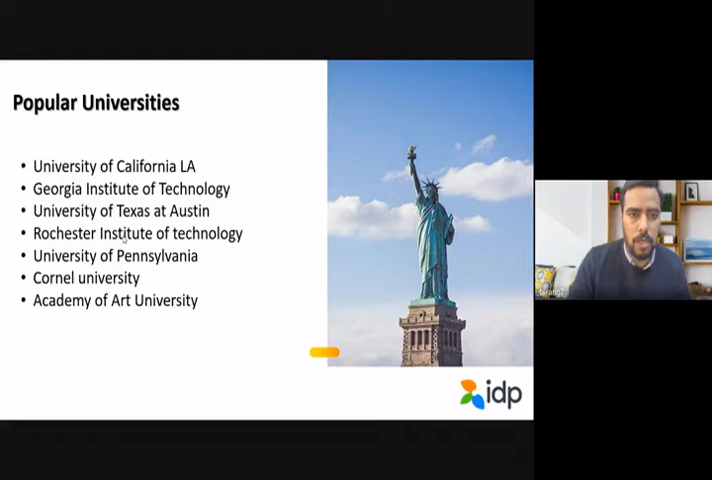 Popular Universities
• University of California LA
• Georgia Institute of Technology
• University of Texas at Austin
• Rochester Institute of technology
• University of Pennsylvania
• Cornel university
• Academy of Art University
idp